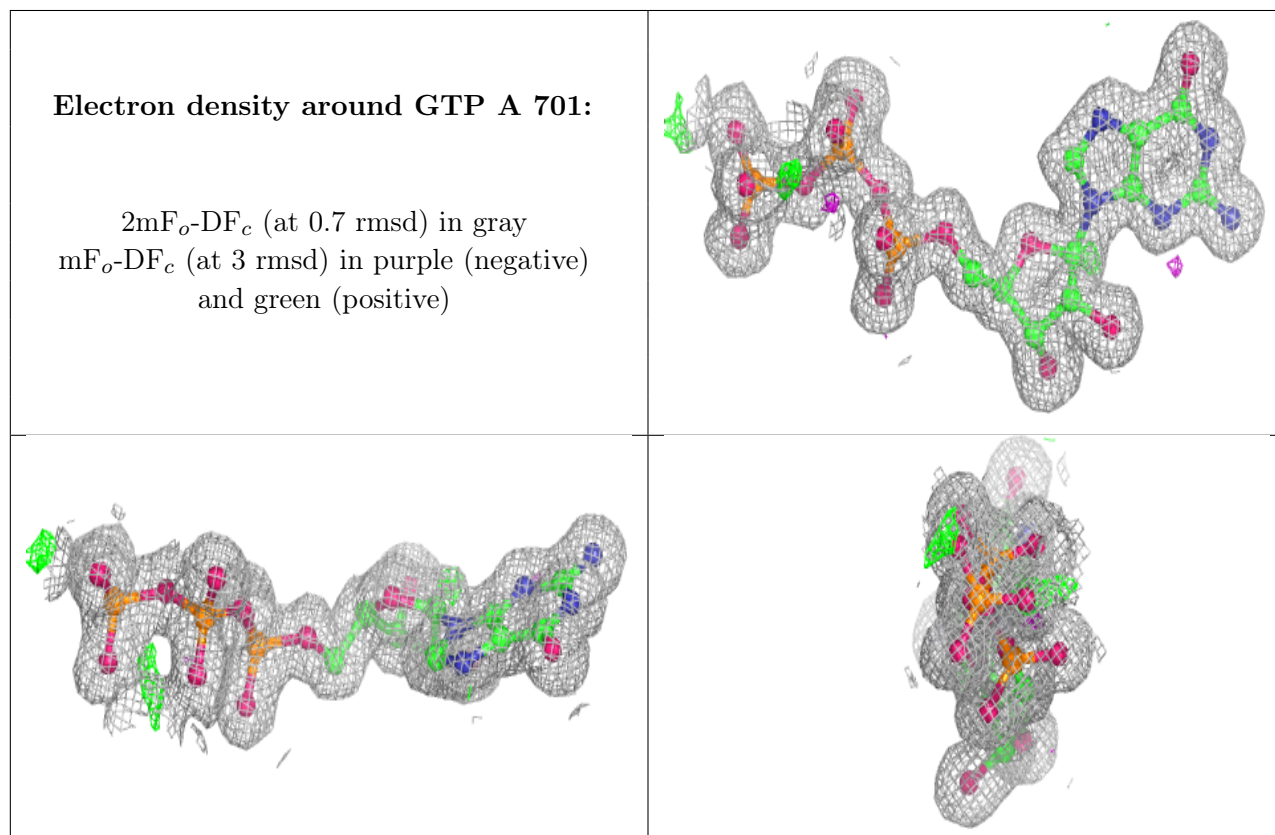 Electron density around GTP A 701:
2mFo-DFc (at 0.7 rmsd) in gray
mFo-DFc (at 3 rmsd) in purple (negative)
and green (positive)